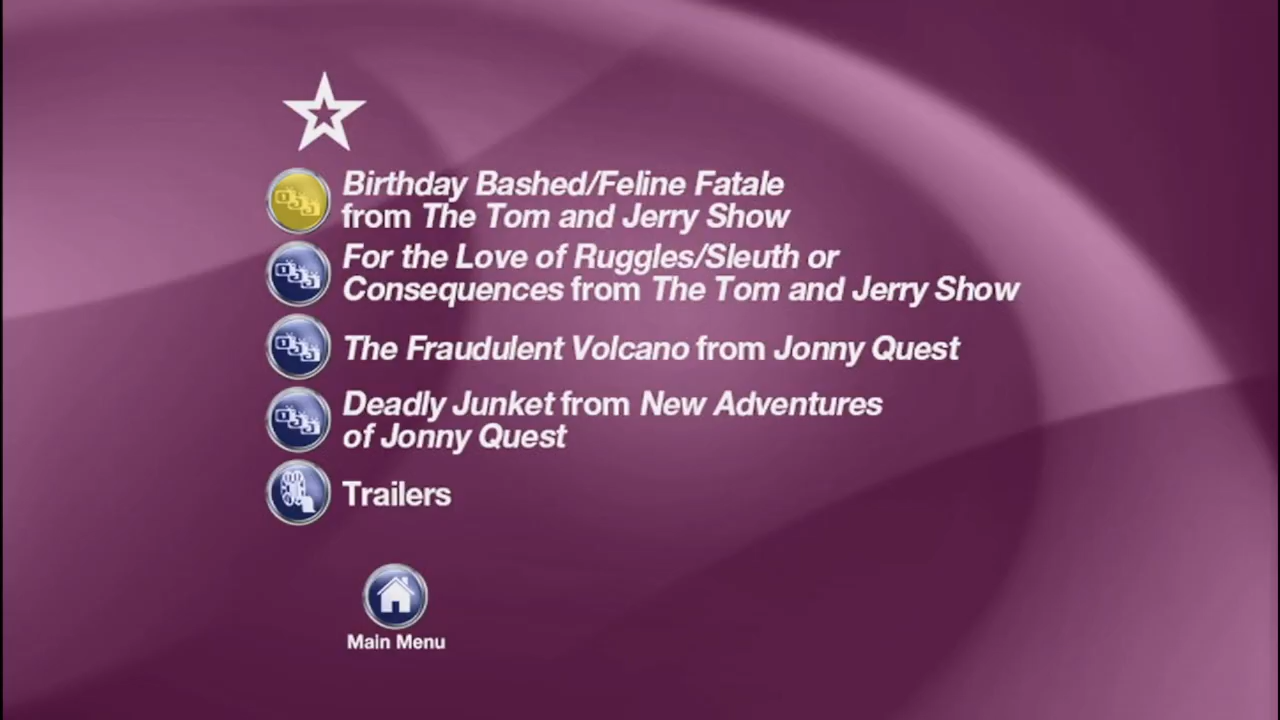 Birthday Bashed/Feline Fatale
from The Tom and Jerry Show
For the Love of Ruggles/Sleuth or
Consequences from The Tom and Jerry Show
The Fraudulent Volcano from Jonny Quest
Deadly Junket from New Adventures
of Jonny Quest
Trailers
Main Menu